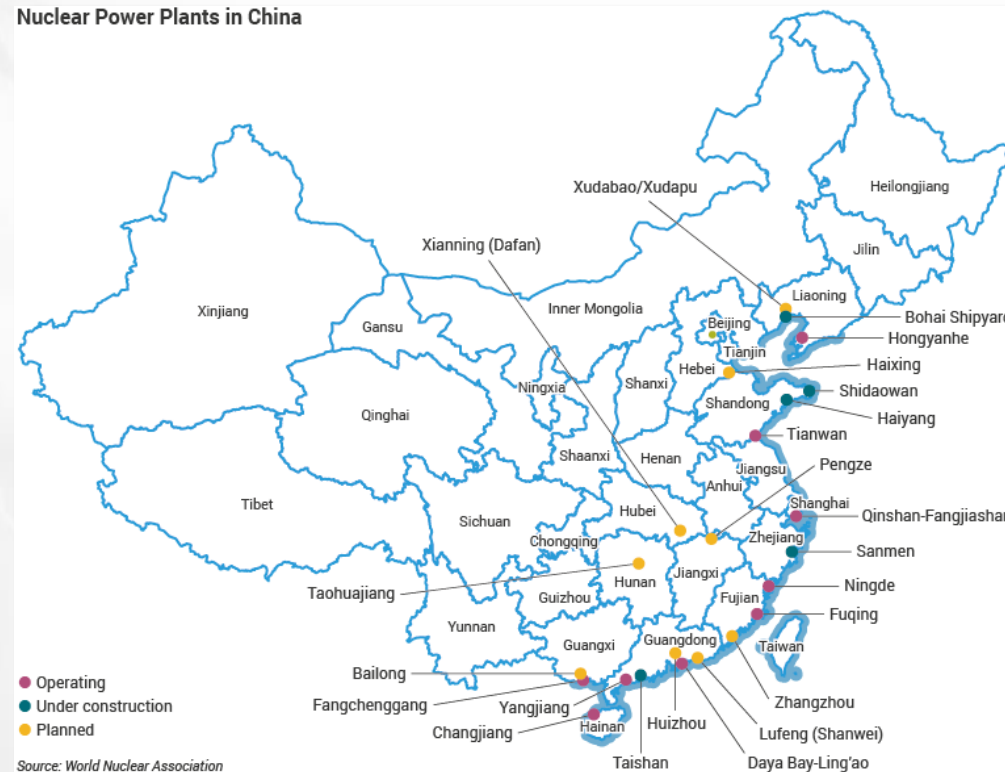 Nuclear Power Plants in China
Heilongjiang
Xudabao/Xudapu
Jilin
Xianning (Dafan)
Liaoning
Inner Mongolia
Xinjiang
Bohai Shipyard
Beijing
Gansu
Hongyanhe
Tianjin
Haixing
Hebei
Shanxi
Ningxia
Shidaowan
Shandong
Qinghai
Haiyang
Tianwan
Shaanxi
Henan
Pengze
Jiangsu
Anhui
Tibet
Shanghai
Hubei
Qinshan-Fangjiashan
Sichuan
Zhejiang
Chongqing
Sanmen
Jiangxi
Hunan
Ningde
Taohuajiang
Guizhou
Fujian
Fuqing
Yunnan
Guangdong
Guangxi
Taiwan
Bailong
Operating
Zhangzhou
Fangchenggang
Yangjiang
Under construction
Huizhou
Hainan
Changjiang
Planned
Lufeng (Shanwei)
Taishan
Daya Bay-Ling'ao
Source: World Nuclear Association